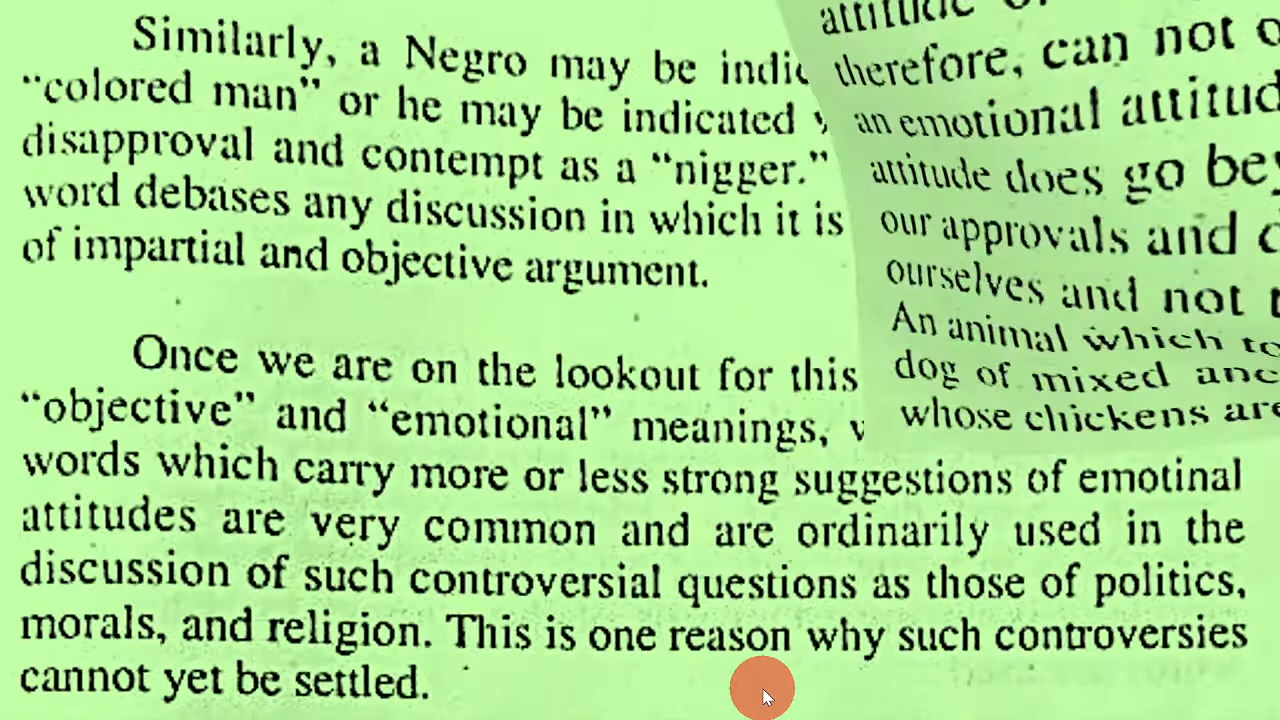 Similarly, a Negro may be
"colored man" or he may be indicated
disapproval and contempt as a "nigger."
word debases any discussion in which it is
of impartial and objective argument.
Once we are on the lookout for this
"objective" and "emotional" meanings,
words which carry more or less strong suggestions of emotinal
attitudes are very common and are ordinarily used in the
discussion of such controversial questions as those of politics,
morals, and religion. This is one reason why such controversies
cannot yet be settled.
attitude
therefore, can not
an emotional
attitude does go
our approvals and
ourselves and not
An animal which
dog of mixed
whose chickens are